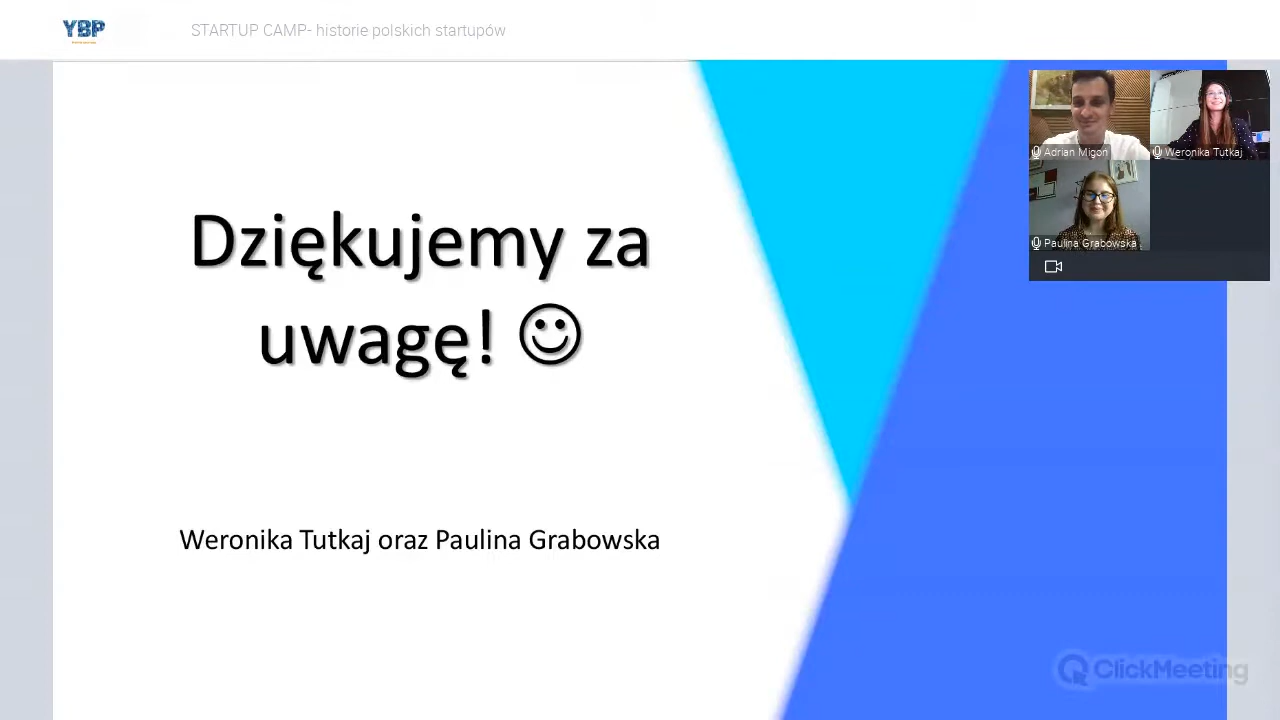 YBP
STARTUP CAMP- historie polskich startupów
Adrian Migoń
Weronika Tutkaj
Paulina Grabowska
Dziękujemy za
uwagę! ☺
Weronika Tutkaj oraz Paulina Grabowska
ClickMeeting